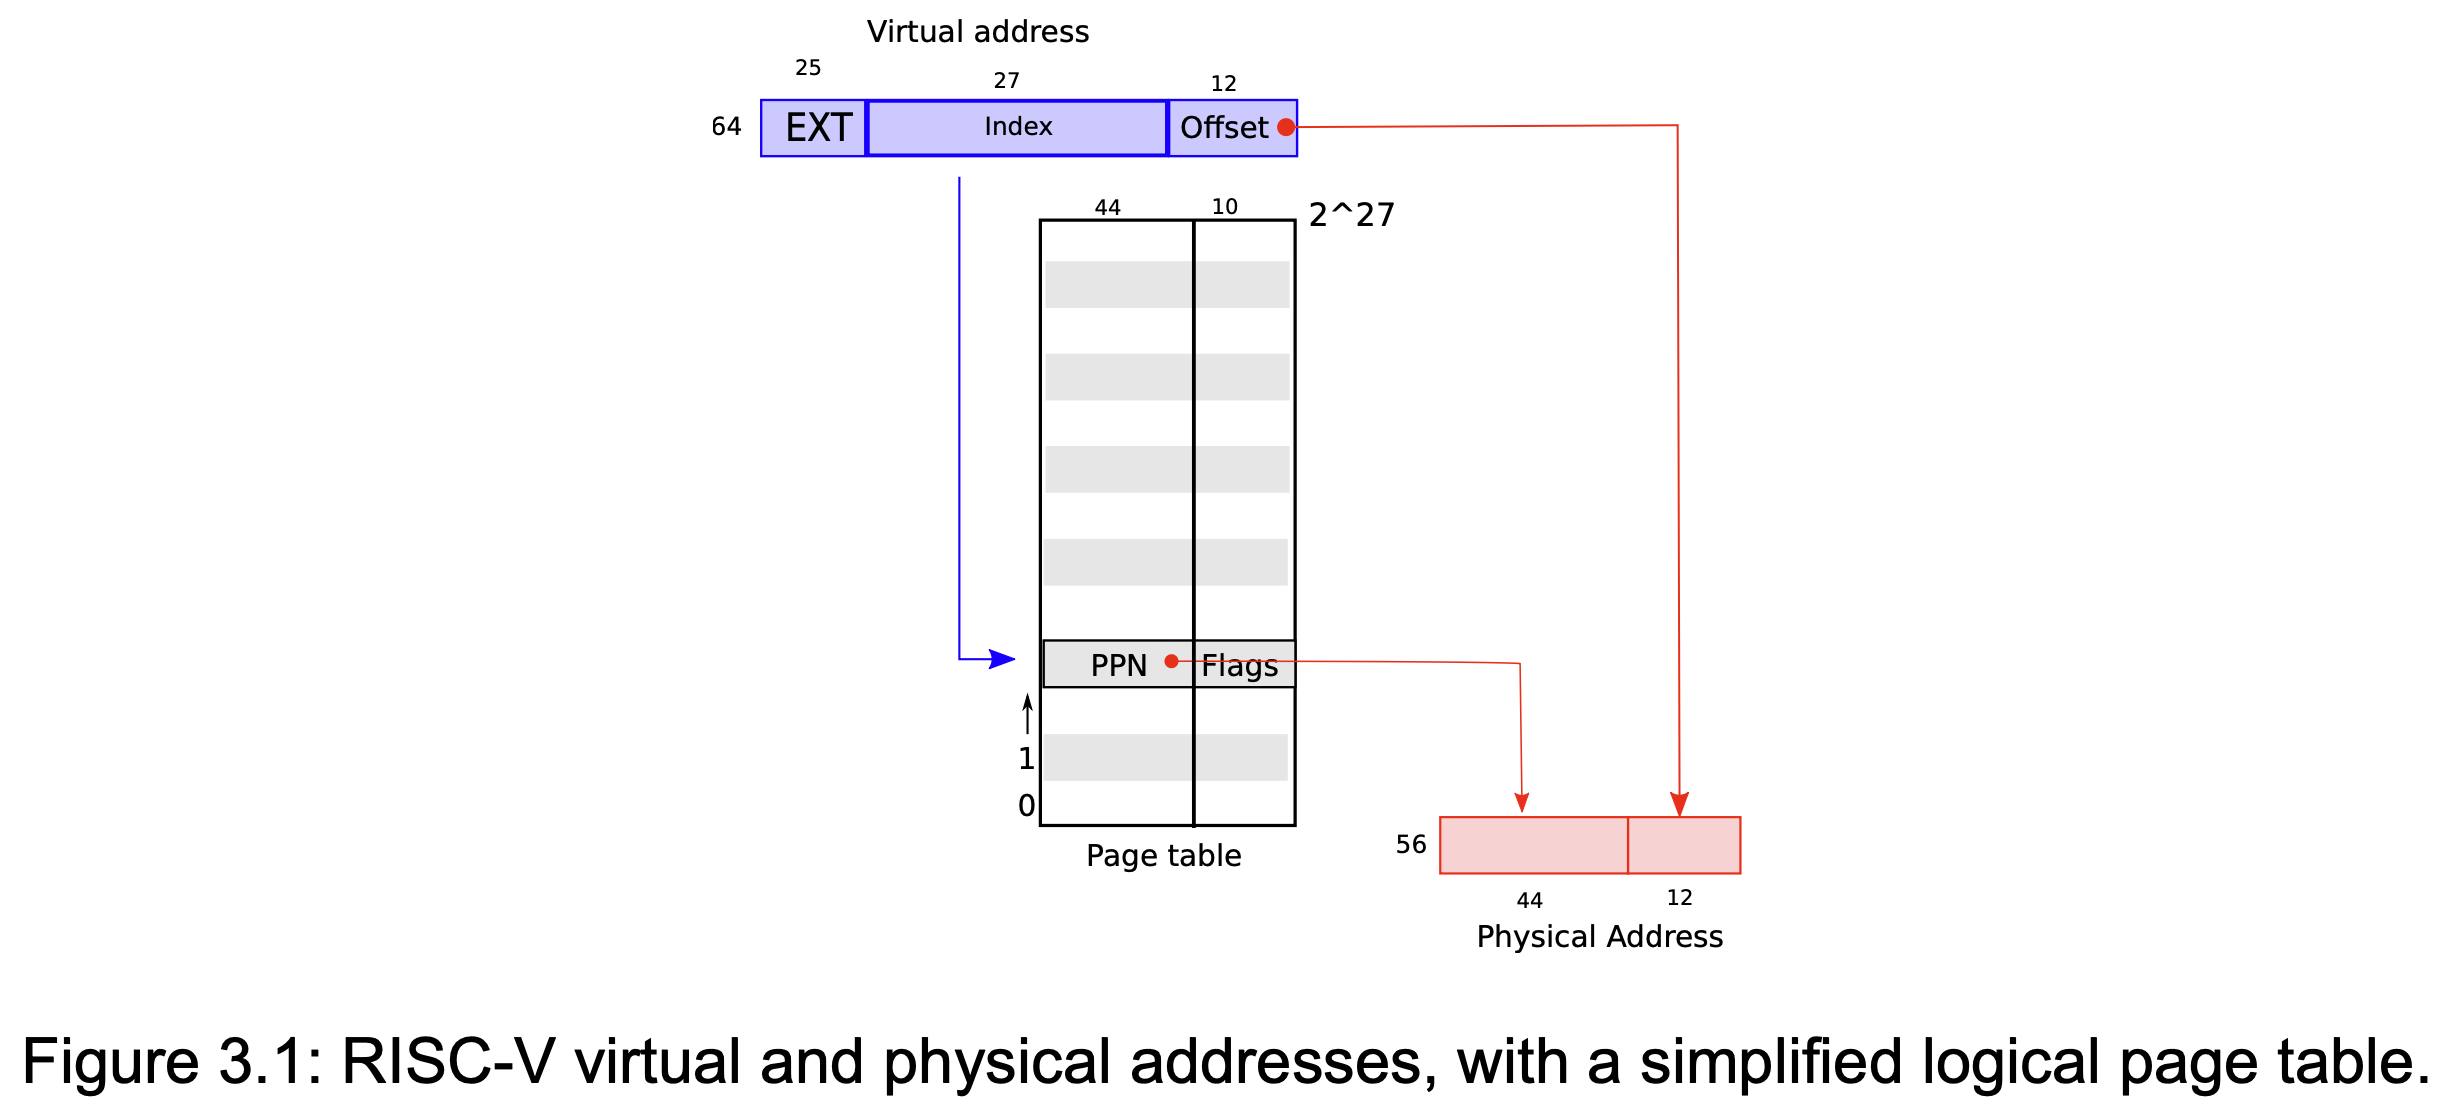 Virtual address
25
27
12
64
EXT
Index
Offset
44
10
2^27
PPN
Flags
1
0
Page table
56
44
12
Physical Address
Figure 3.1: RISC-V virtual and physical addresses, with a simplified logical page table.